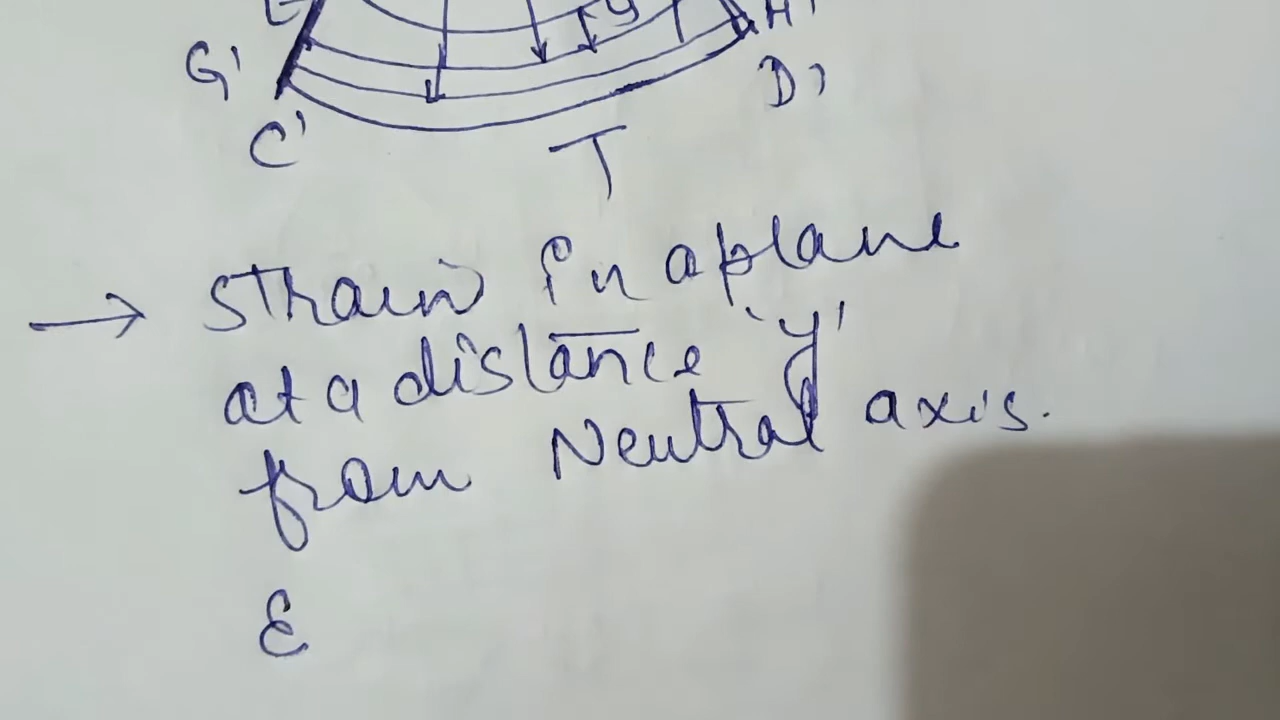 y
H'
G'
D'
C'
T
→ strain in a plane
at a distance 'y'
from Neutral axis.
ε